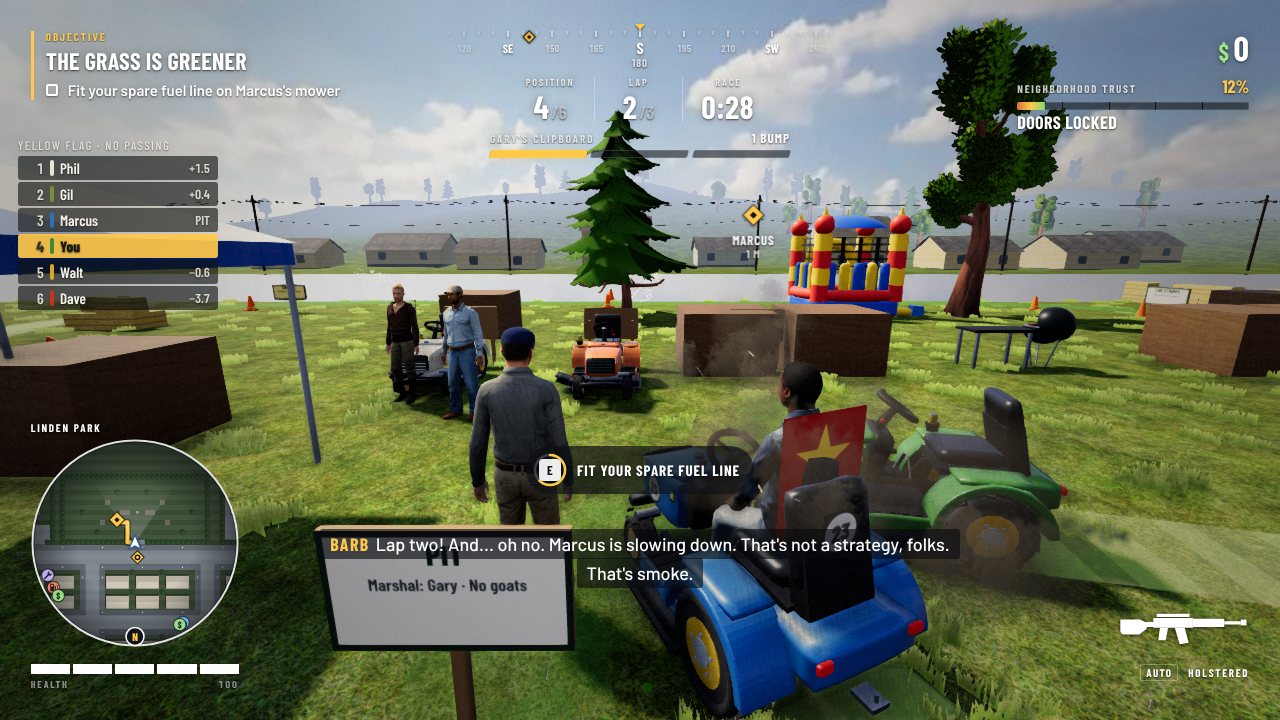 OBJECTIVE
THE GRASS IS GREENER
Fit your spare fuel line on Marcus's mower
YELLOW FLAG · NO PASSING
1 Phil +1.5
2 Gil +0.4
3 Marcus PIT
4 You
5 Walt −0.6
6 Dave −3.7
120 SE 150 165 S 195 210 SW 240
180
POSITION LAP RACE
4/6 2/3 0:28
GARY'S CLIPBOARD 1 BUMP
$0
NEIGHBORHOOD TRUST 12%
DOORS LOCKED
MARCUS
1 M
LINDEN PARK
E FIT YOUR SPARE FUEL LINE
BARB Lap two! And... oh no. Marcus is slowing down. That's not a strategy, folks.
That's smoke.
Marshal: Gary · No goats
27
N
$
$
HEALTH 100
AUTO HOLSTERED